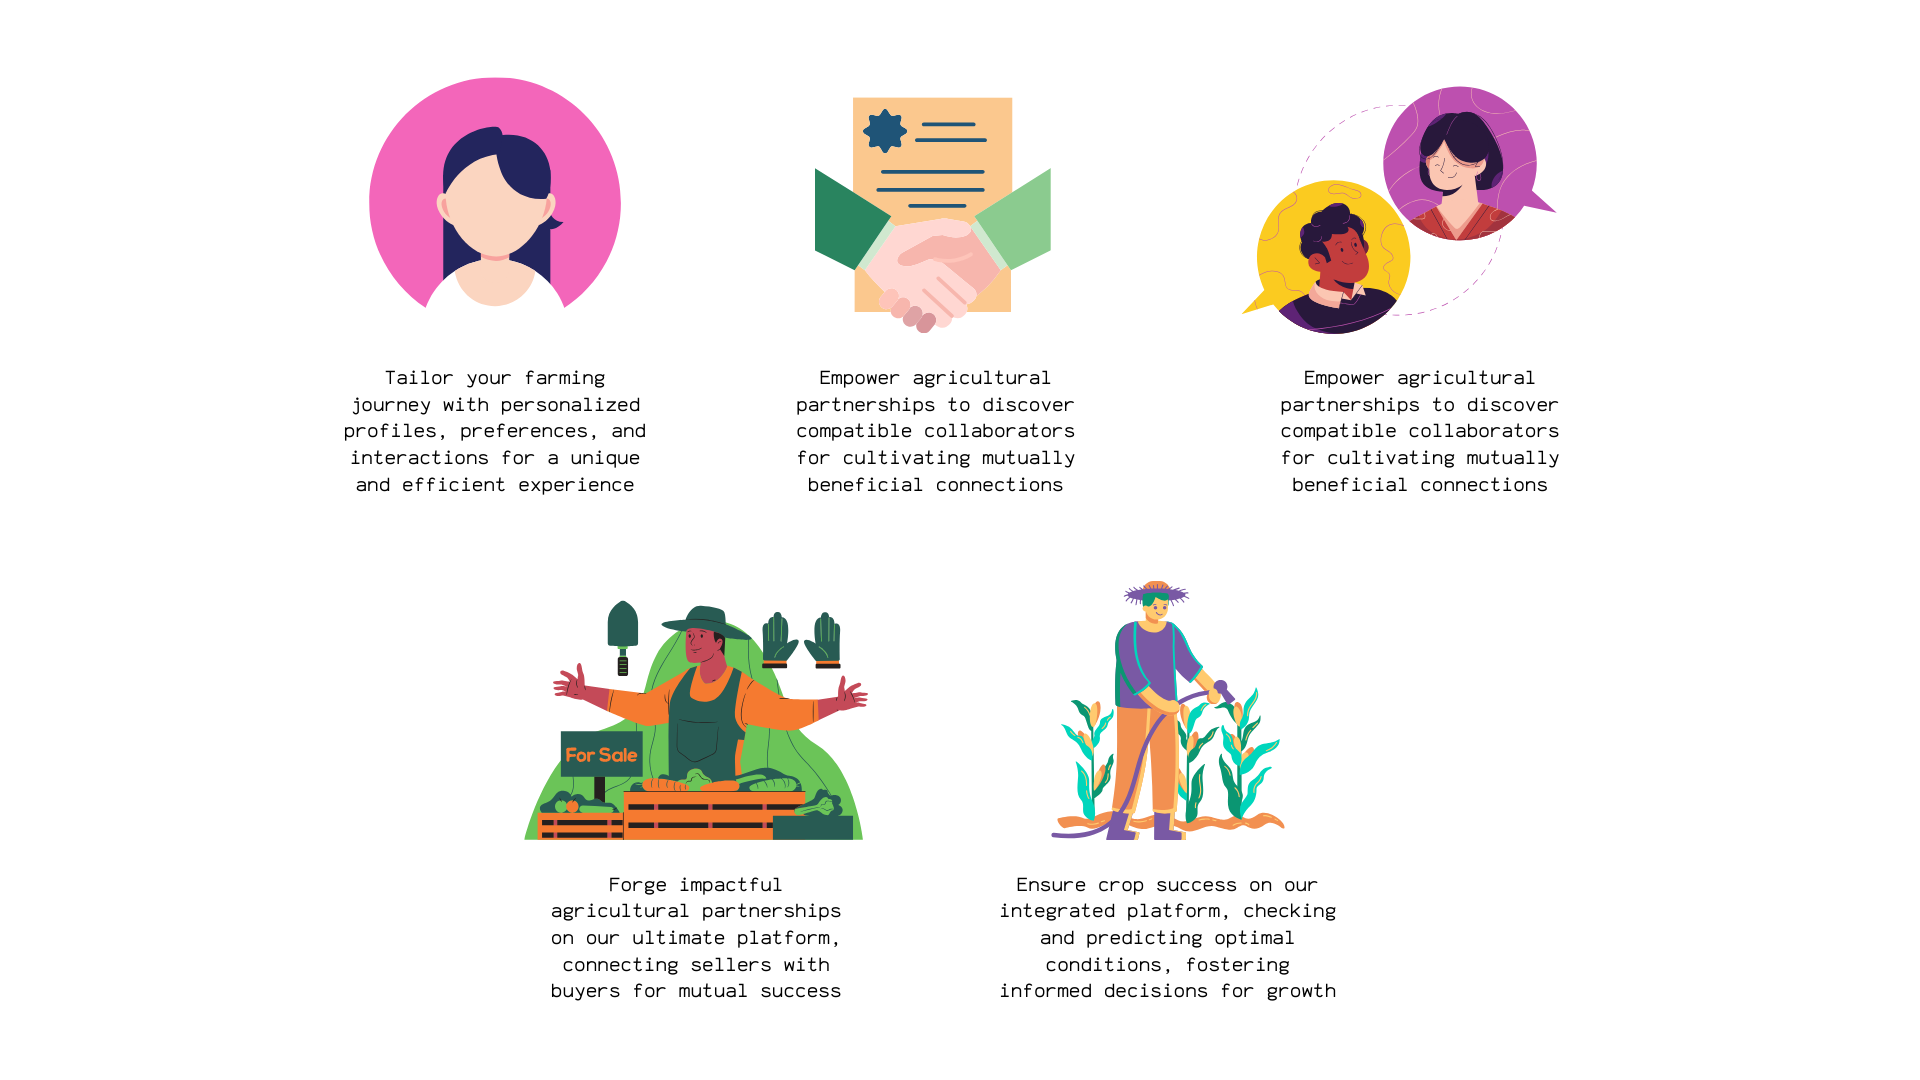 Tailor your farming
journey with personalized
profiles, preferences, and
interactions for a unique
and efficient experience
Empower agricultural
partnerships to discover
compatible collaborators
for cultivating mutually
beneficial connections
Empower agricultural
partnerships to discover
compatible collaborators
for cultivating mutually
beneficial connections
For Sale
Forge impactful
agricultural partnerships
on our ultimate platform,
connecting sellers with
buyers for mutual success
Ensure crop success on our
integrated platform, checking
and predicting optimal
conditions, fostering
informed decisions for growth